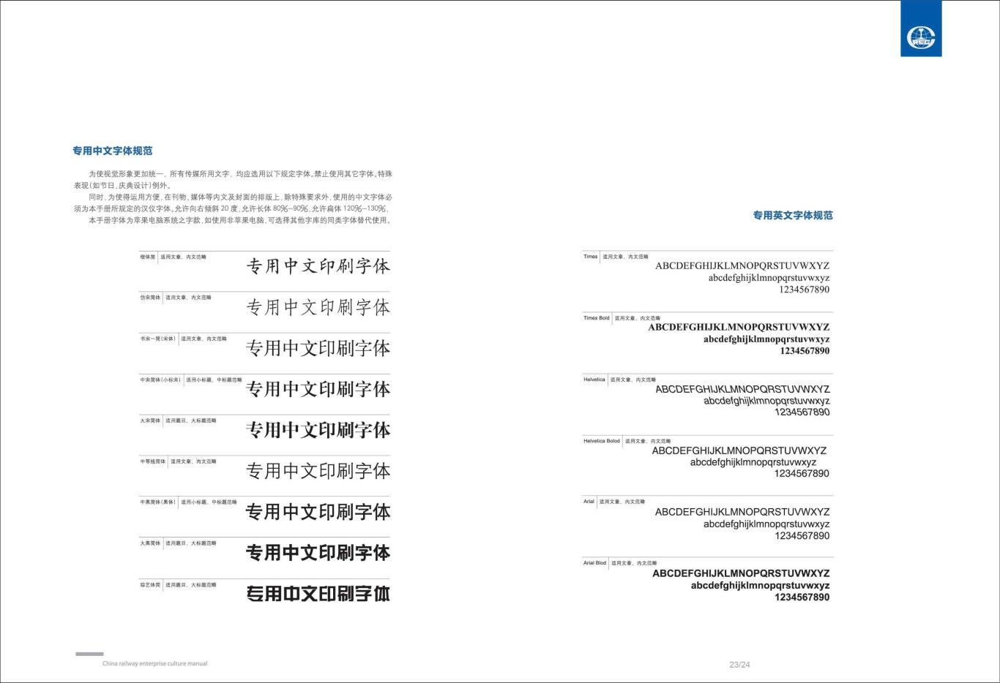 CREC
专用中文字体规范
为使视觉形象更加统一，所有传媒所用文字，均应选用以下规定字体。禁止使用其它字体。特殊
表现（如节日、庆典设计）例外。
同时，为使得运用方便，在刊物、媒体等内文及封面的排版上，除特殊要求外，使用的中文字体必
须为本手册所规定的汉仪字体。允许向右倾斜 20 度，允许长体 80%-90%，允许扁体 120%-130%，
本手册字体为苹果电脑系统之字款，如使用非苹果电脑，可选择其他字库的同类字体替代使用。
楷体简 适用文章、内文范畴
专用中文印刷字体
仿宋简体 适用文章、内文范畴
专用中文印刷字体
书宋一简（宋体） 适用文章、内文范畴
专用中文印刷字体
中宋简体（小标宋） 适用小标题、中标题范畴
专用中文印刷字体
大宋简体 适用题目、大标题范畴
专用中文印刷字体
中等线简体 适用文章、内文范畴
专用中文印刷字体
中黑简体（黑体） 适用小标题、中标题范畴
专用中文印刷字体
大黑简体 适用题目、大标题范畴
专用中文印刷字体
综艺体简 适用题目、大标题范畴
专用中文印刷字体
专用英文字体规范
Times 适用文章、内文范畴
ABCDEFGHIJKLMNOPQRSTUVWXYZ
abcdefghijklmnopqrstuvwxyz
1234567890
Times Bold 适用文章、内文范畴
ABCDEFGHIJKLMNOPQRSTUVWXYZ
abcdefghijklmnopqrstuvwxyz
1234567890
Helvetica 适用文章、内文范畴
ABCDEFGHIJKLMNOPQRSTUVWXYZ
abcdefghijklmnopqrstuvwxyz
1234567890
Helvetica Bolod 适用文章、内文范畴
ABCDEFGHIJKLMNOPQRSTUVWXYZ
abcdefghijklmnopqrstuvwxyz
1234567890
Arial 适用文章、内文范畴
ABCDEFGHIJKLMNOPQRSTUVWXYZ
abcdefghijklmnopqrstuvwxyz
1234567890
Arial Blod 适用文章、内文范畴
ABCDEFGHIJKLMNOPQRSTUVWXYZ
abcdefghijklmnopqrstuvwxyz
1234567890
China railway enterprise culture manual
23/24